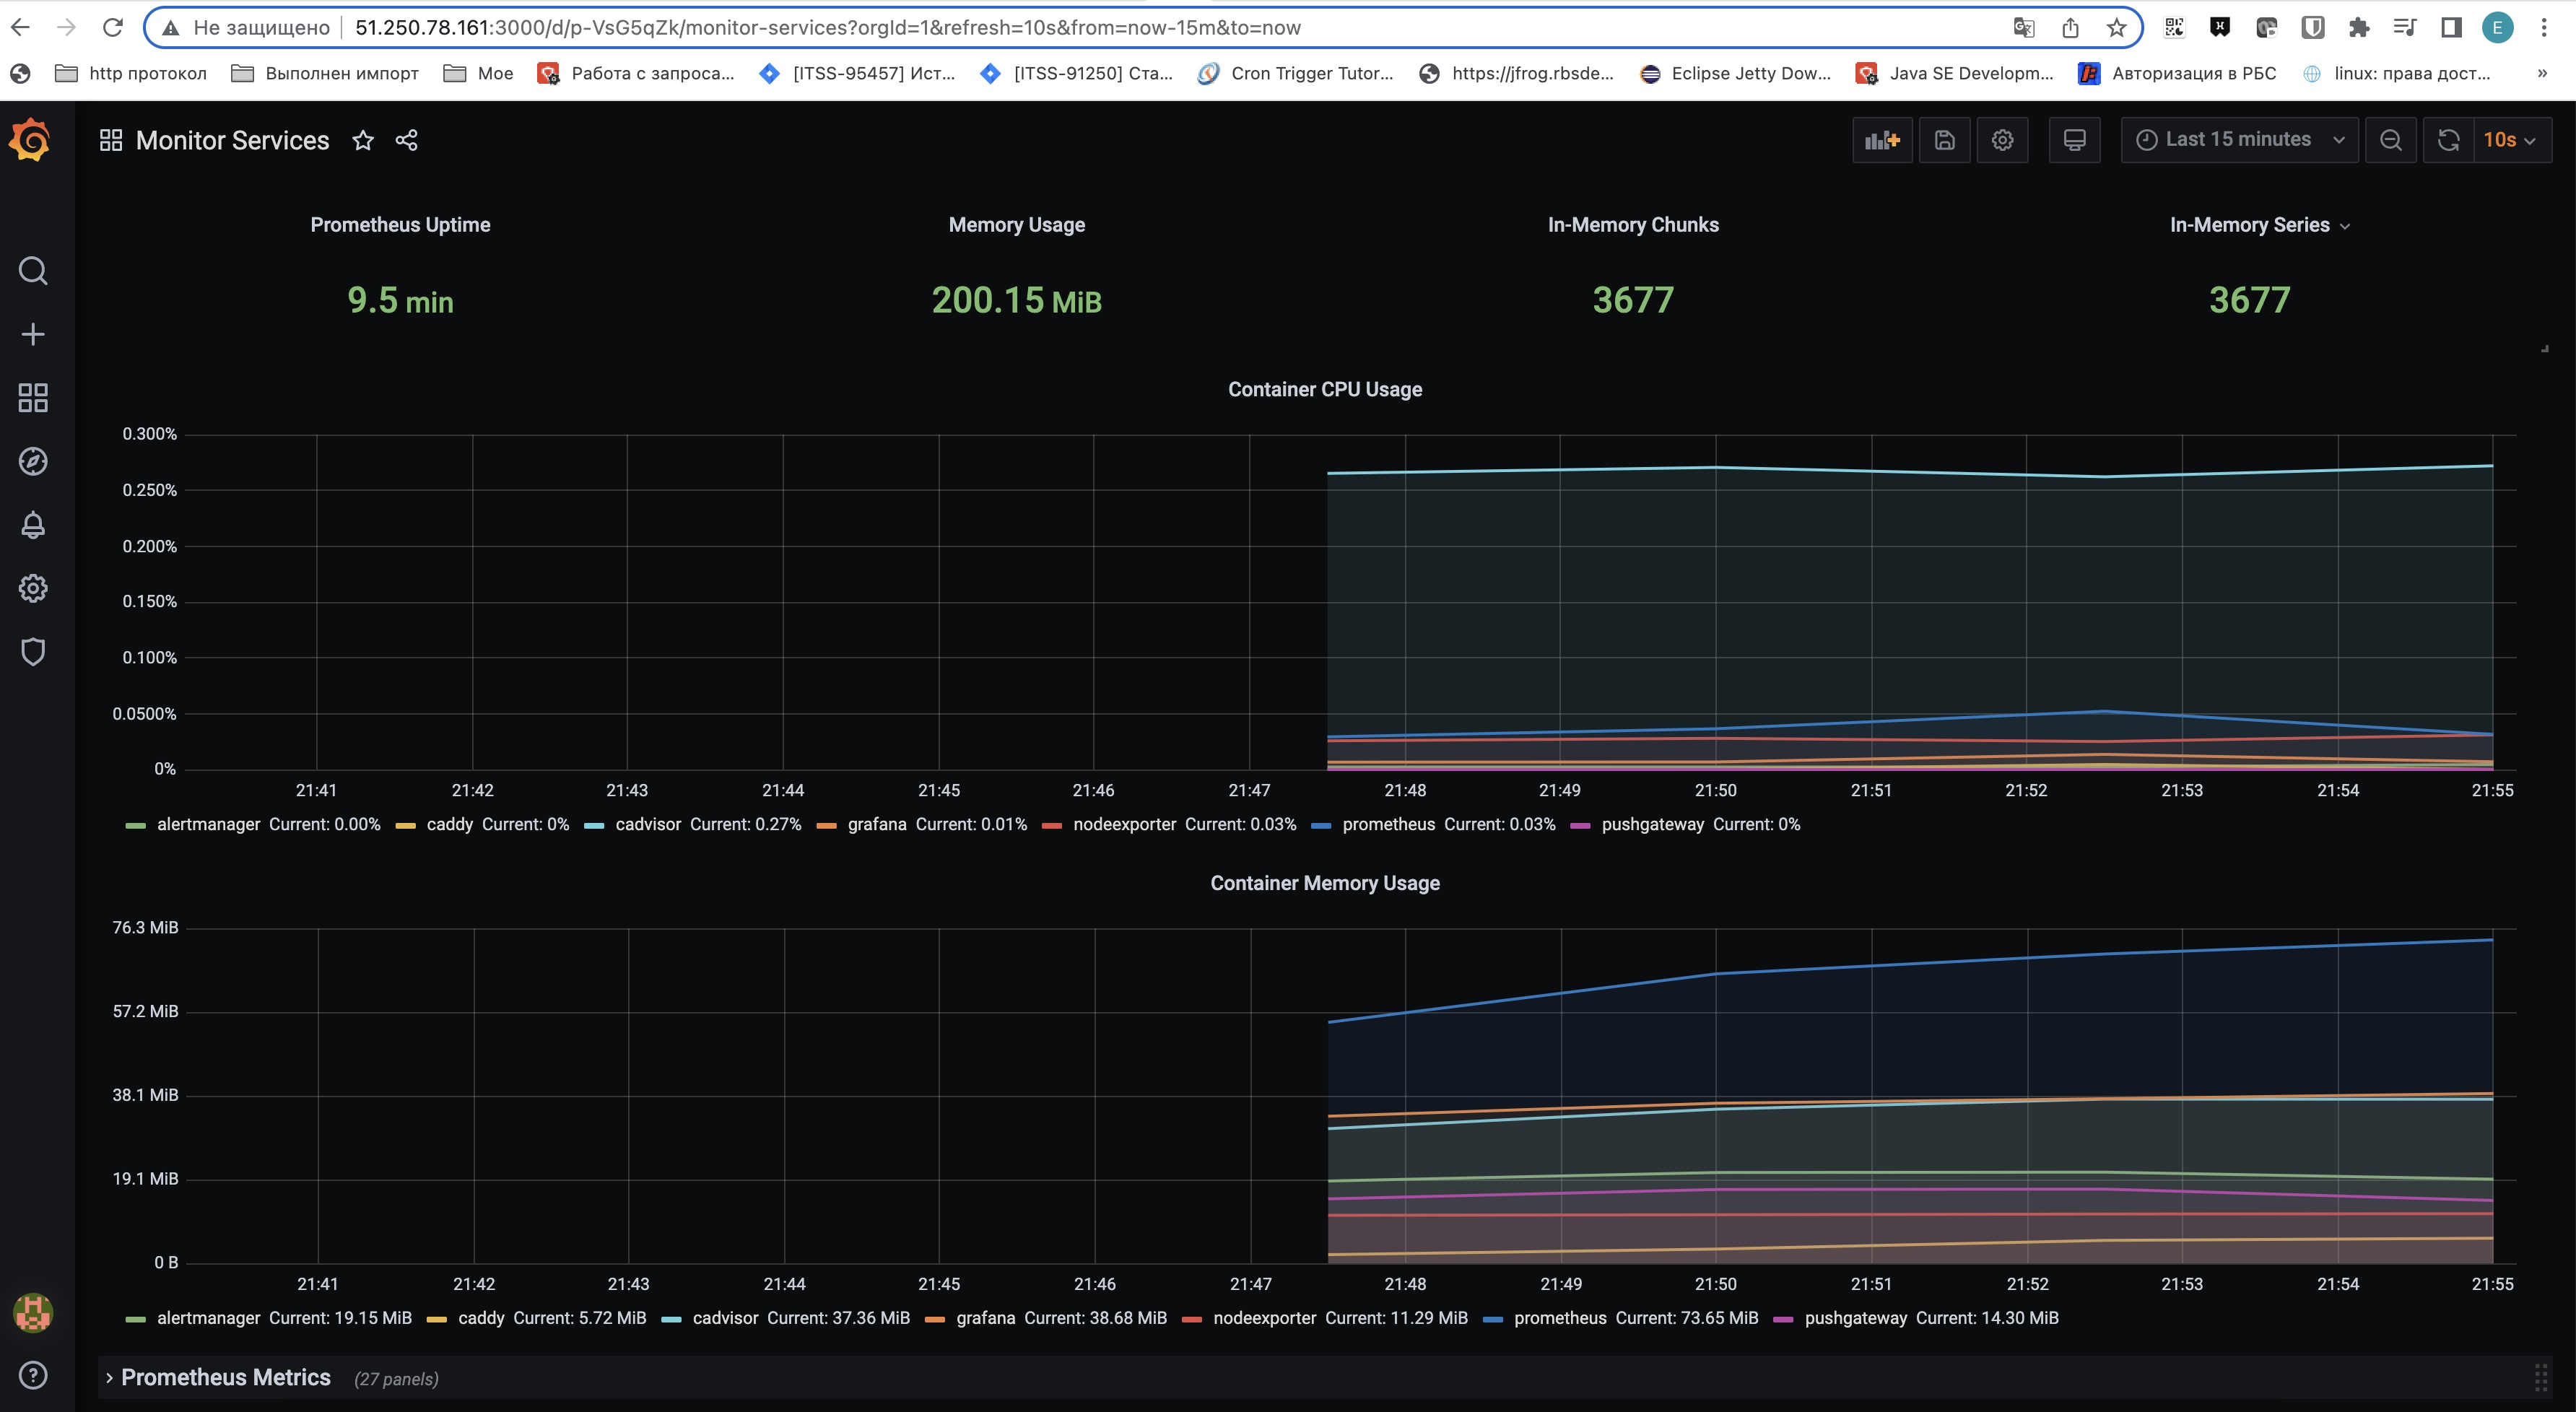 Не защищено 51.250.78.161:3000/d/p-VsG5qZk/monitor-services?orgId=1&refresh=10s&from=now-15m&to=now E
http протокол Выполнен импорт Мое Работа с запроса... [ITSS-95457] Ист... [ITSS-91250] Ста... Cron Trigger Tutor... https://jfrog.rbsde... Eclipse Jetty Dow... Java SE Developm... Авторизация в РБС linux: права дост... »
Monitor Services Last 15 minutes 10s
Prometheus Uptime Memory Usage In-Memory Chunks In-Memory Series
9.5 min 200.15 MiB 3677 3677
Container CPU Usage
0.300%
0.250%
0.200%
0.150%
0.100%
0.0500%
0%
21:41 21:42 21:43 21:44 21:45 21:46 21:47 21:48 21:49 21:50 21:51 21:52 21:53 21:54 21:55
alertmanager Current: 0.00% caddy Current: 0% cadvisor Current: 0.27% grafana Current: 0.01% nodeexporter Current: 0.03% prometheus Current: 0.03% pushgateway Current: 0%
Container Memory Usage
76.3 MiB
57.2 MiB
38.1 MiB
19.1 MiB
0 B
21:41 21:42 21:43 21:44 21:45 21:46 21:47 21:48 21:49 21:50 21:51 21:52 21:53 21:54 21:55
alertmanager Current: 19.15 MiB caddy Current: 5.72 MiB cadvisor Current: 37.36 MiB grafana Current: 38.68 MiB nodeexporter Current: 11.29 MiB prometheus Current: 73.65 MiB pushgateway Current: 14.30 MiB
Prometheus Metrics (27 panels)